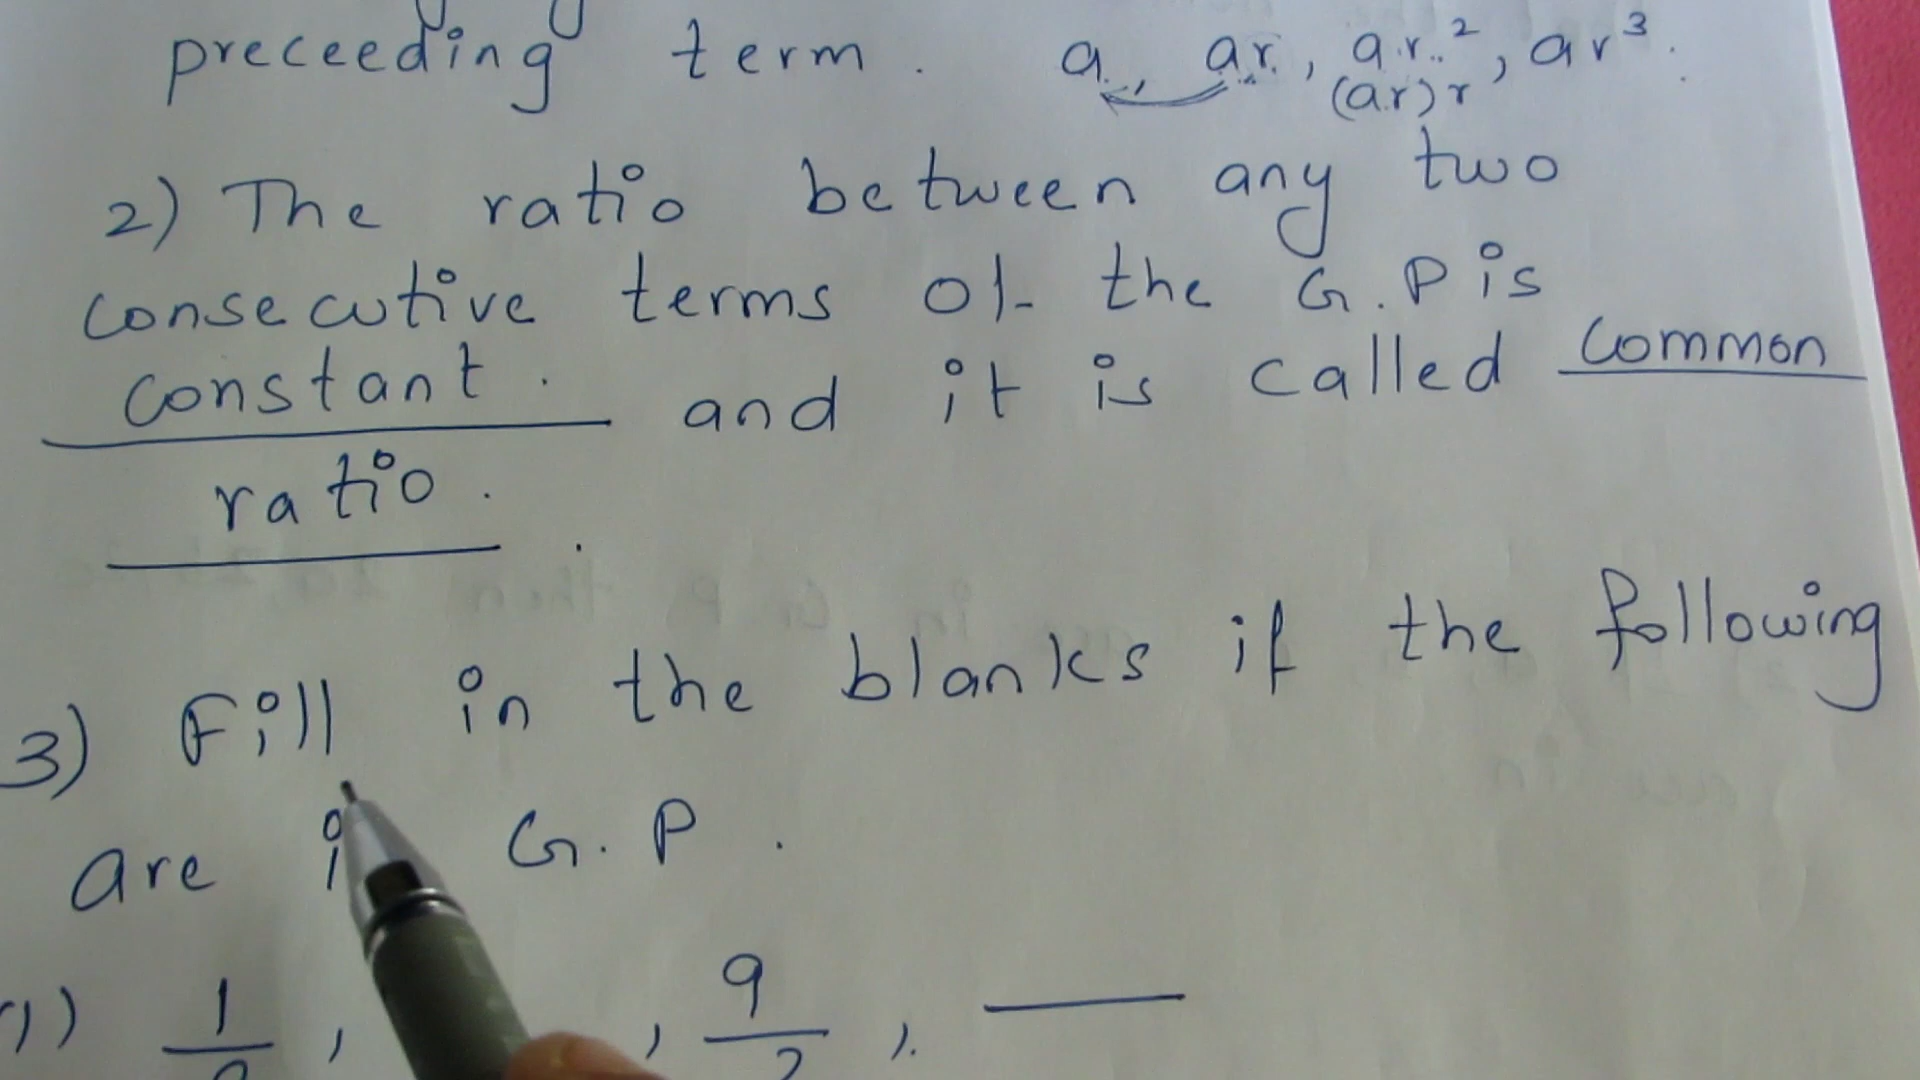 preceeding term. a, ar, ar², ar³.
(ar)r
2) The ratio between any two
consecutive terms of the G.P is
constant. and it is called common
ratio.
3) Fill in the blanks if the following
are in G.P.
1) 1 , , 9 , ___